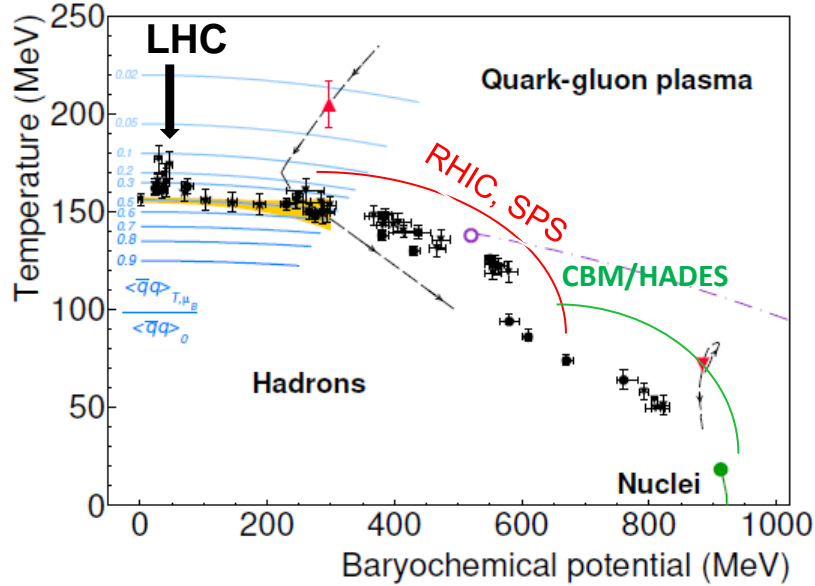 LHC
Quark-gluon plasma
RHIC, SPS
CBM/HADES
Hadrons
Nuclei
Temperature (MeV)
250
200
150
100
50
0
0.02
0.05
0.1
0.2
0.3
0.5
0.6
0.7
0.8
0.9
<q̅q>T,μB
<q̅q>0
0 200 400 600 800 1000
Baryochemical potential (MeV)